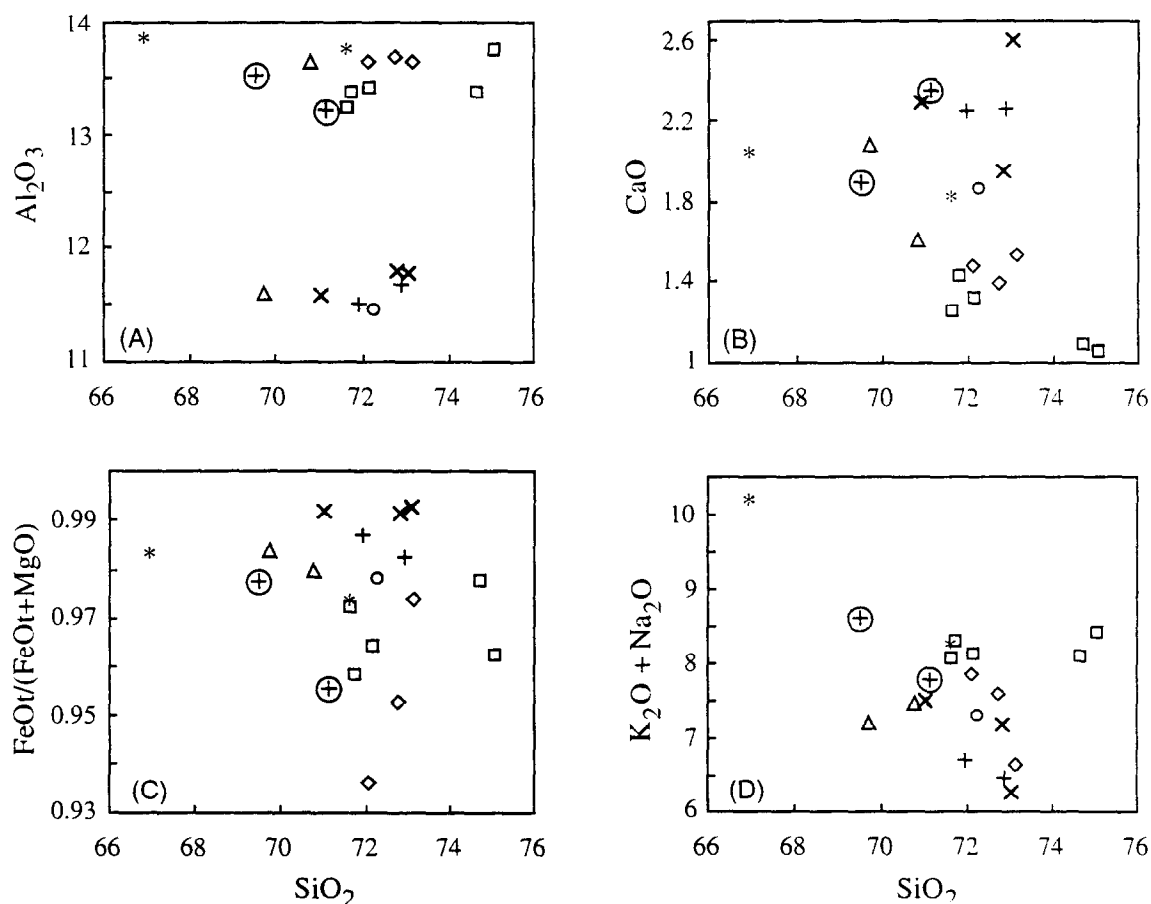 14
13
12
11
Al₂O₃
(A)
66 68 70 72 74 76
2.6
2.2
1.8
1.4
1
CaO
(B)
66 68 70 72 74 76
0.99
0.97
0.95
0.93
FeOt/(FeOt+MgO)
(C)
66 68 70 72 74 76
SiO₂
10
9
8
7
6
K₂O + Na₂O
(D)
66 68 70 72 74 76
SiO₂